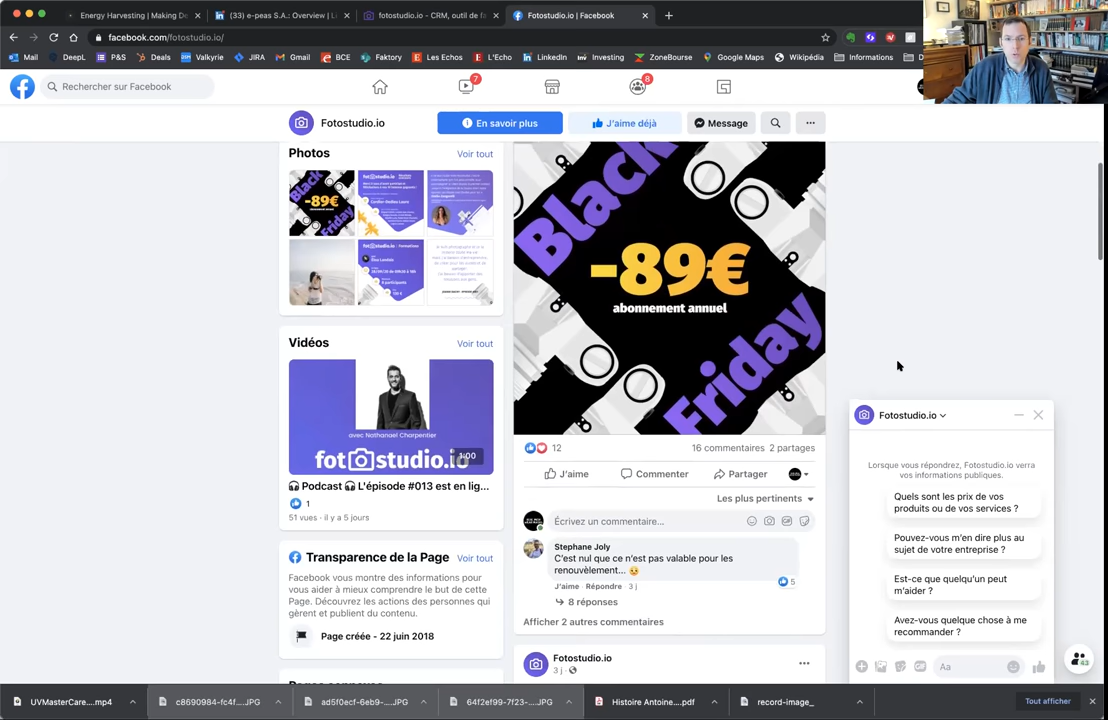 Energy Harvesting | Making De
(33) e-peas S.A.: Overview | Li
fotostudio.io - CRM, outil de fa
Fotostudio.io | Facebook
facebook.com/fotostudio.io/
Mail
DeepL
P&S
Deals
Valkyrie
JIRA
Gmail
BCE
Faktory
Les Echos
L'Echo
LinkedIn
Investing
ZoneBourse
Google Maps
Wikipédia
Informations
Rechercher sur Facebook
7
8
Fotostudio.io
En savoir plus
J'aime déjà
Message
Photos
Voir tout
Black
-89€
Friday
Vidéos
Voir tout
avec Nathanael Charpentier
fotstudio.i
1:00
Podcast L'épisode #013 est en lig...
1
51 vues · il y a 5 jours
Transparence de la Page
Voir tout
Facebook vous montre des informations pour
vous aider à mieux comprendre le but de cette
Page. Découvrez les actions des personnes qui
gèrent et publient du contenu.
Page créée - 22 juin 2018
Black
-89€
abonnement annuel
Friday
12
16 commentaires 2 partages
J'aime
Commenter
Partager
Les plus pertinents
Écrivez un commentaire...
GIF
Stephane Joly
C'est nul que ce n'est pas valable pour les
renouvèlement...
5
J'aime · Répondre · 3 j
8 réponses
Afficher 2 autres commentaires
Fotostudio.io
3 j ·
Fotostudio.io
Lorsque vous répondrez, Fotostudio.io verra
vos informations publiques.
Quels sont les prix de vos
produits ou de vos services ?
Pouvez-vous m'en dire plus au
sujet de votre entreprise ?
Est-ce que quelqu'un peut
m'aider ?
Avez-vous quelque chose à me
recommander ?
GIF
Aa
43
UVMasterCare....mp4
c8690984-fc4f....JPG
ad5f0ecf-6eb9-....JPG
64f2ef99-7f23-....JPG
Histoire Antoine....pdf
record-image_
Tout afficher